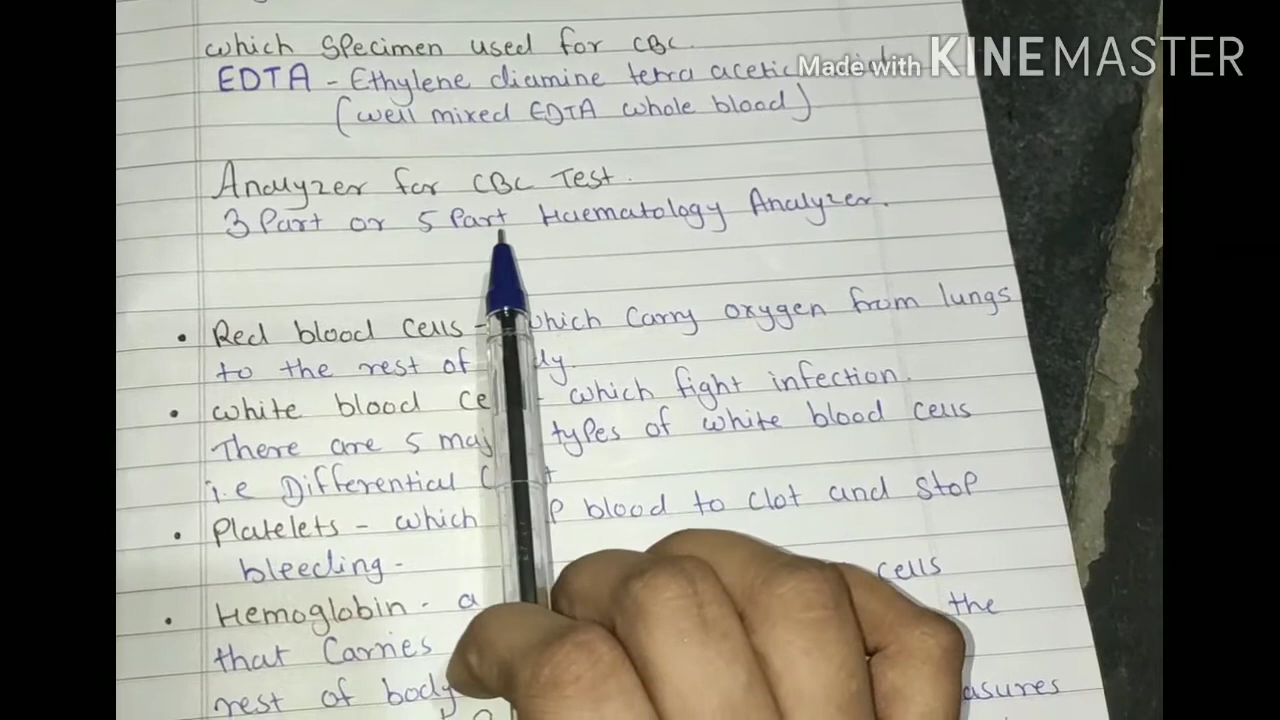 which specimen used for CBC.
EDTA - Ethylene diamine tetra acetic
Made with KINEMASTER
(well mixed EDTA whole blood)
Analyzer for CBC Test.
3 Part or 5 Part Haematology Analyzer.
• Red blood cells - which carry oxygen from lungs
to the rest of
• white blood - which fight infection.
There are 5 types of white blood cells
i.e Differential
• Platelets - which blood to clot and stop
bleeding -
• Hemoglobin - a cells
that carries the
rest of body